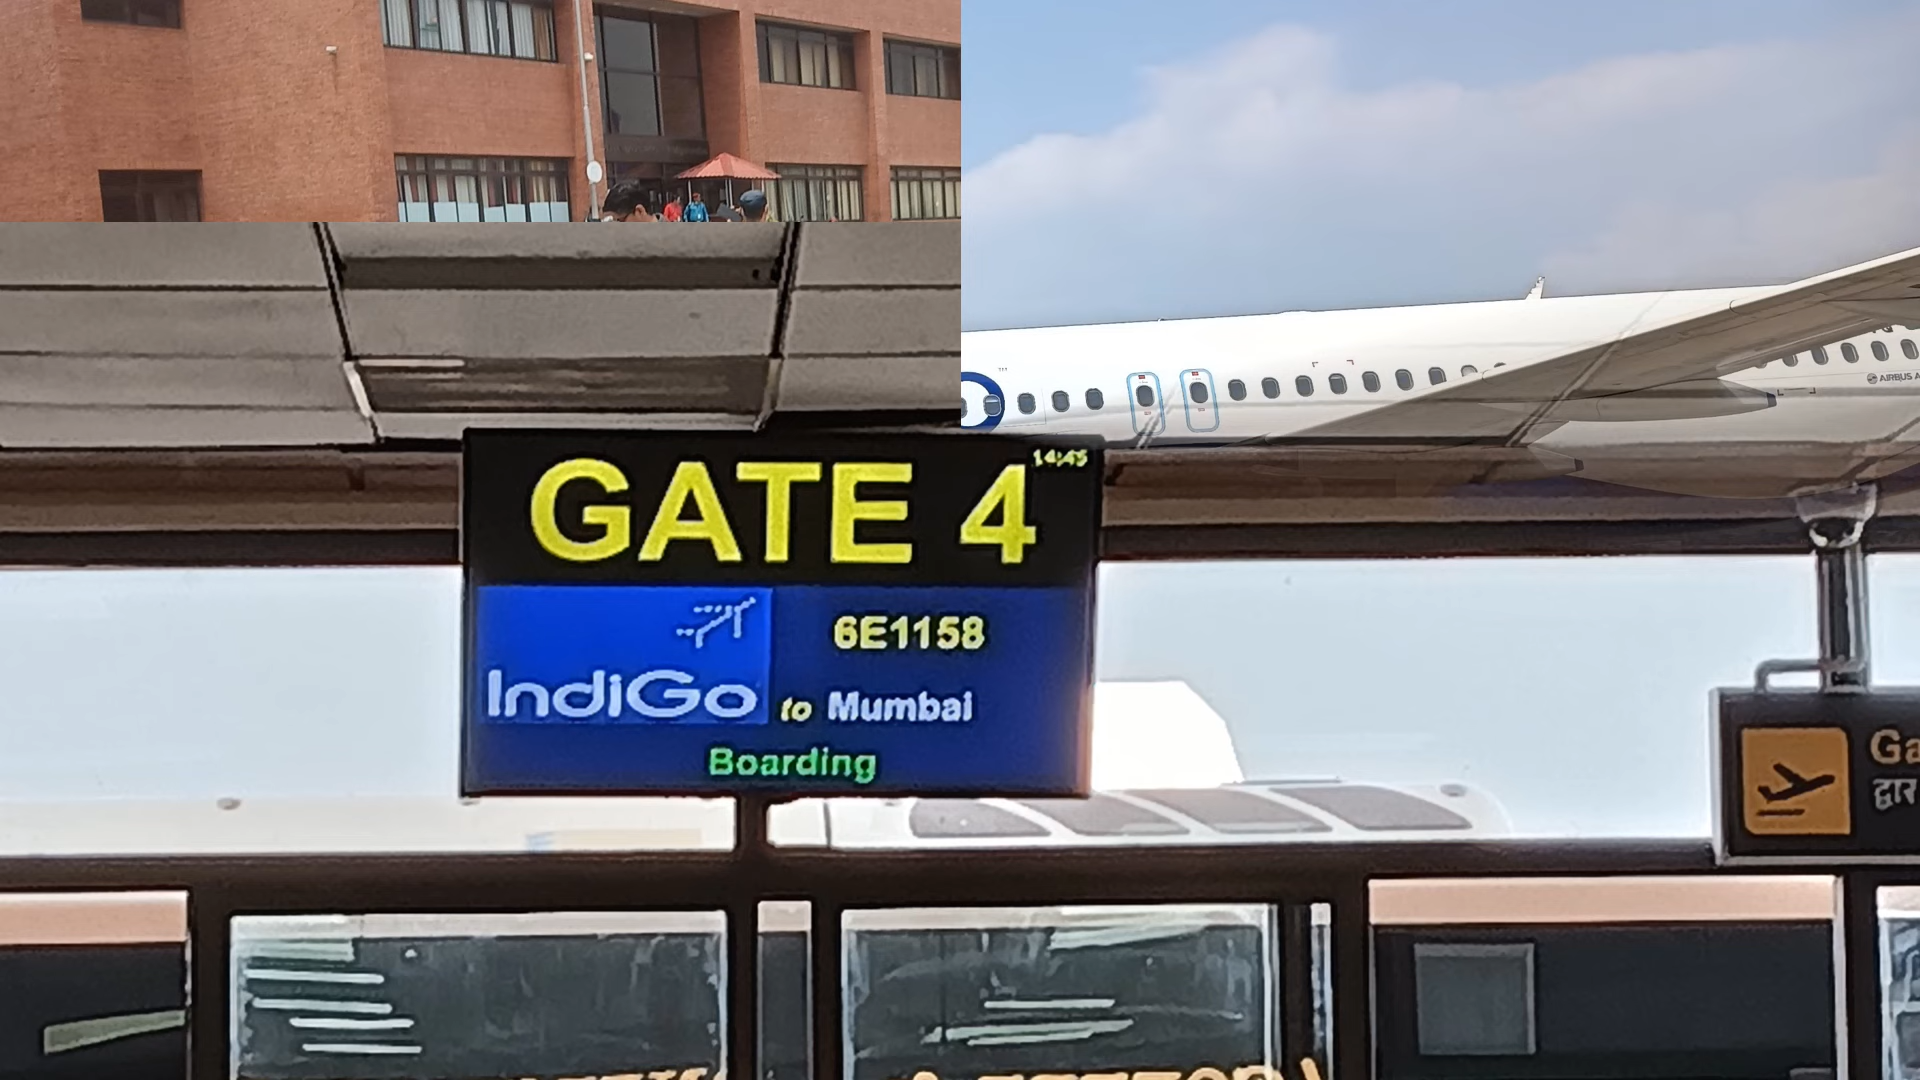 AIRBUS A
GATE 4
14:45
6E1158
IndiGo
to Mumbai
Boarding
Ga
द्वार